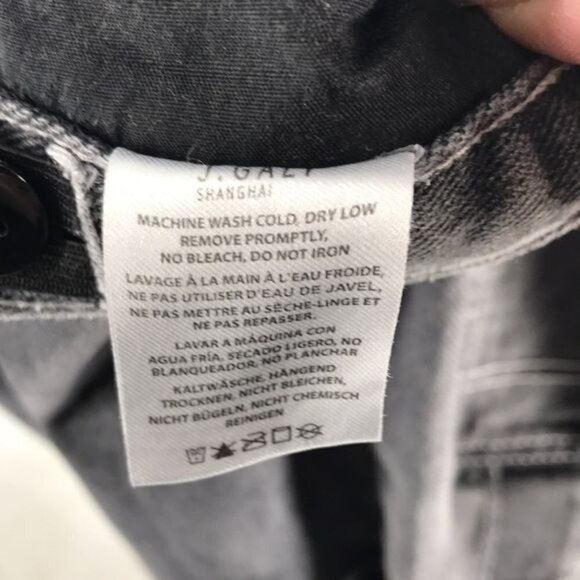 J. GALT
SHANGHAI
MACHINE WASH COLD, DRY LOW
REMOVE PROMPTLY,
NO BLEACH, DO NOT IRON
LAVAGE À LA MAIN À L'EAU FROIDE,
NE PAS UTILISER D'EAU DE JAVEL,
NE PAS METTRE AU SÈCHE-LINGE ET
NE PAS REPASSER.
LAVAR A MÁQUINA CON
AGUA FRÍA, SECADO LIGERO, NO
BLANQUEADOR, NO PLANCHAR
KALTWÄSCHE, HÄNGEND
TROCKNEN, NICHT BLEICHEN,
NICHT BÜGELN, NICHT CHEMISCH
REINIGEN